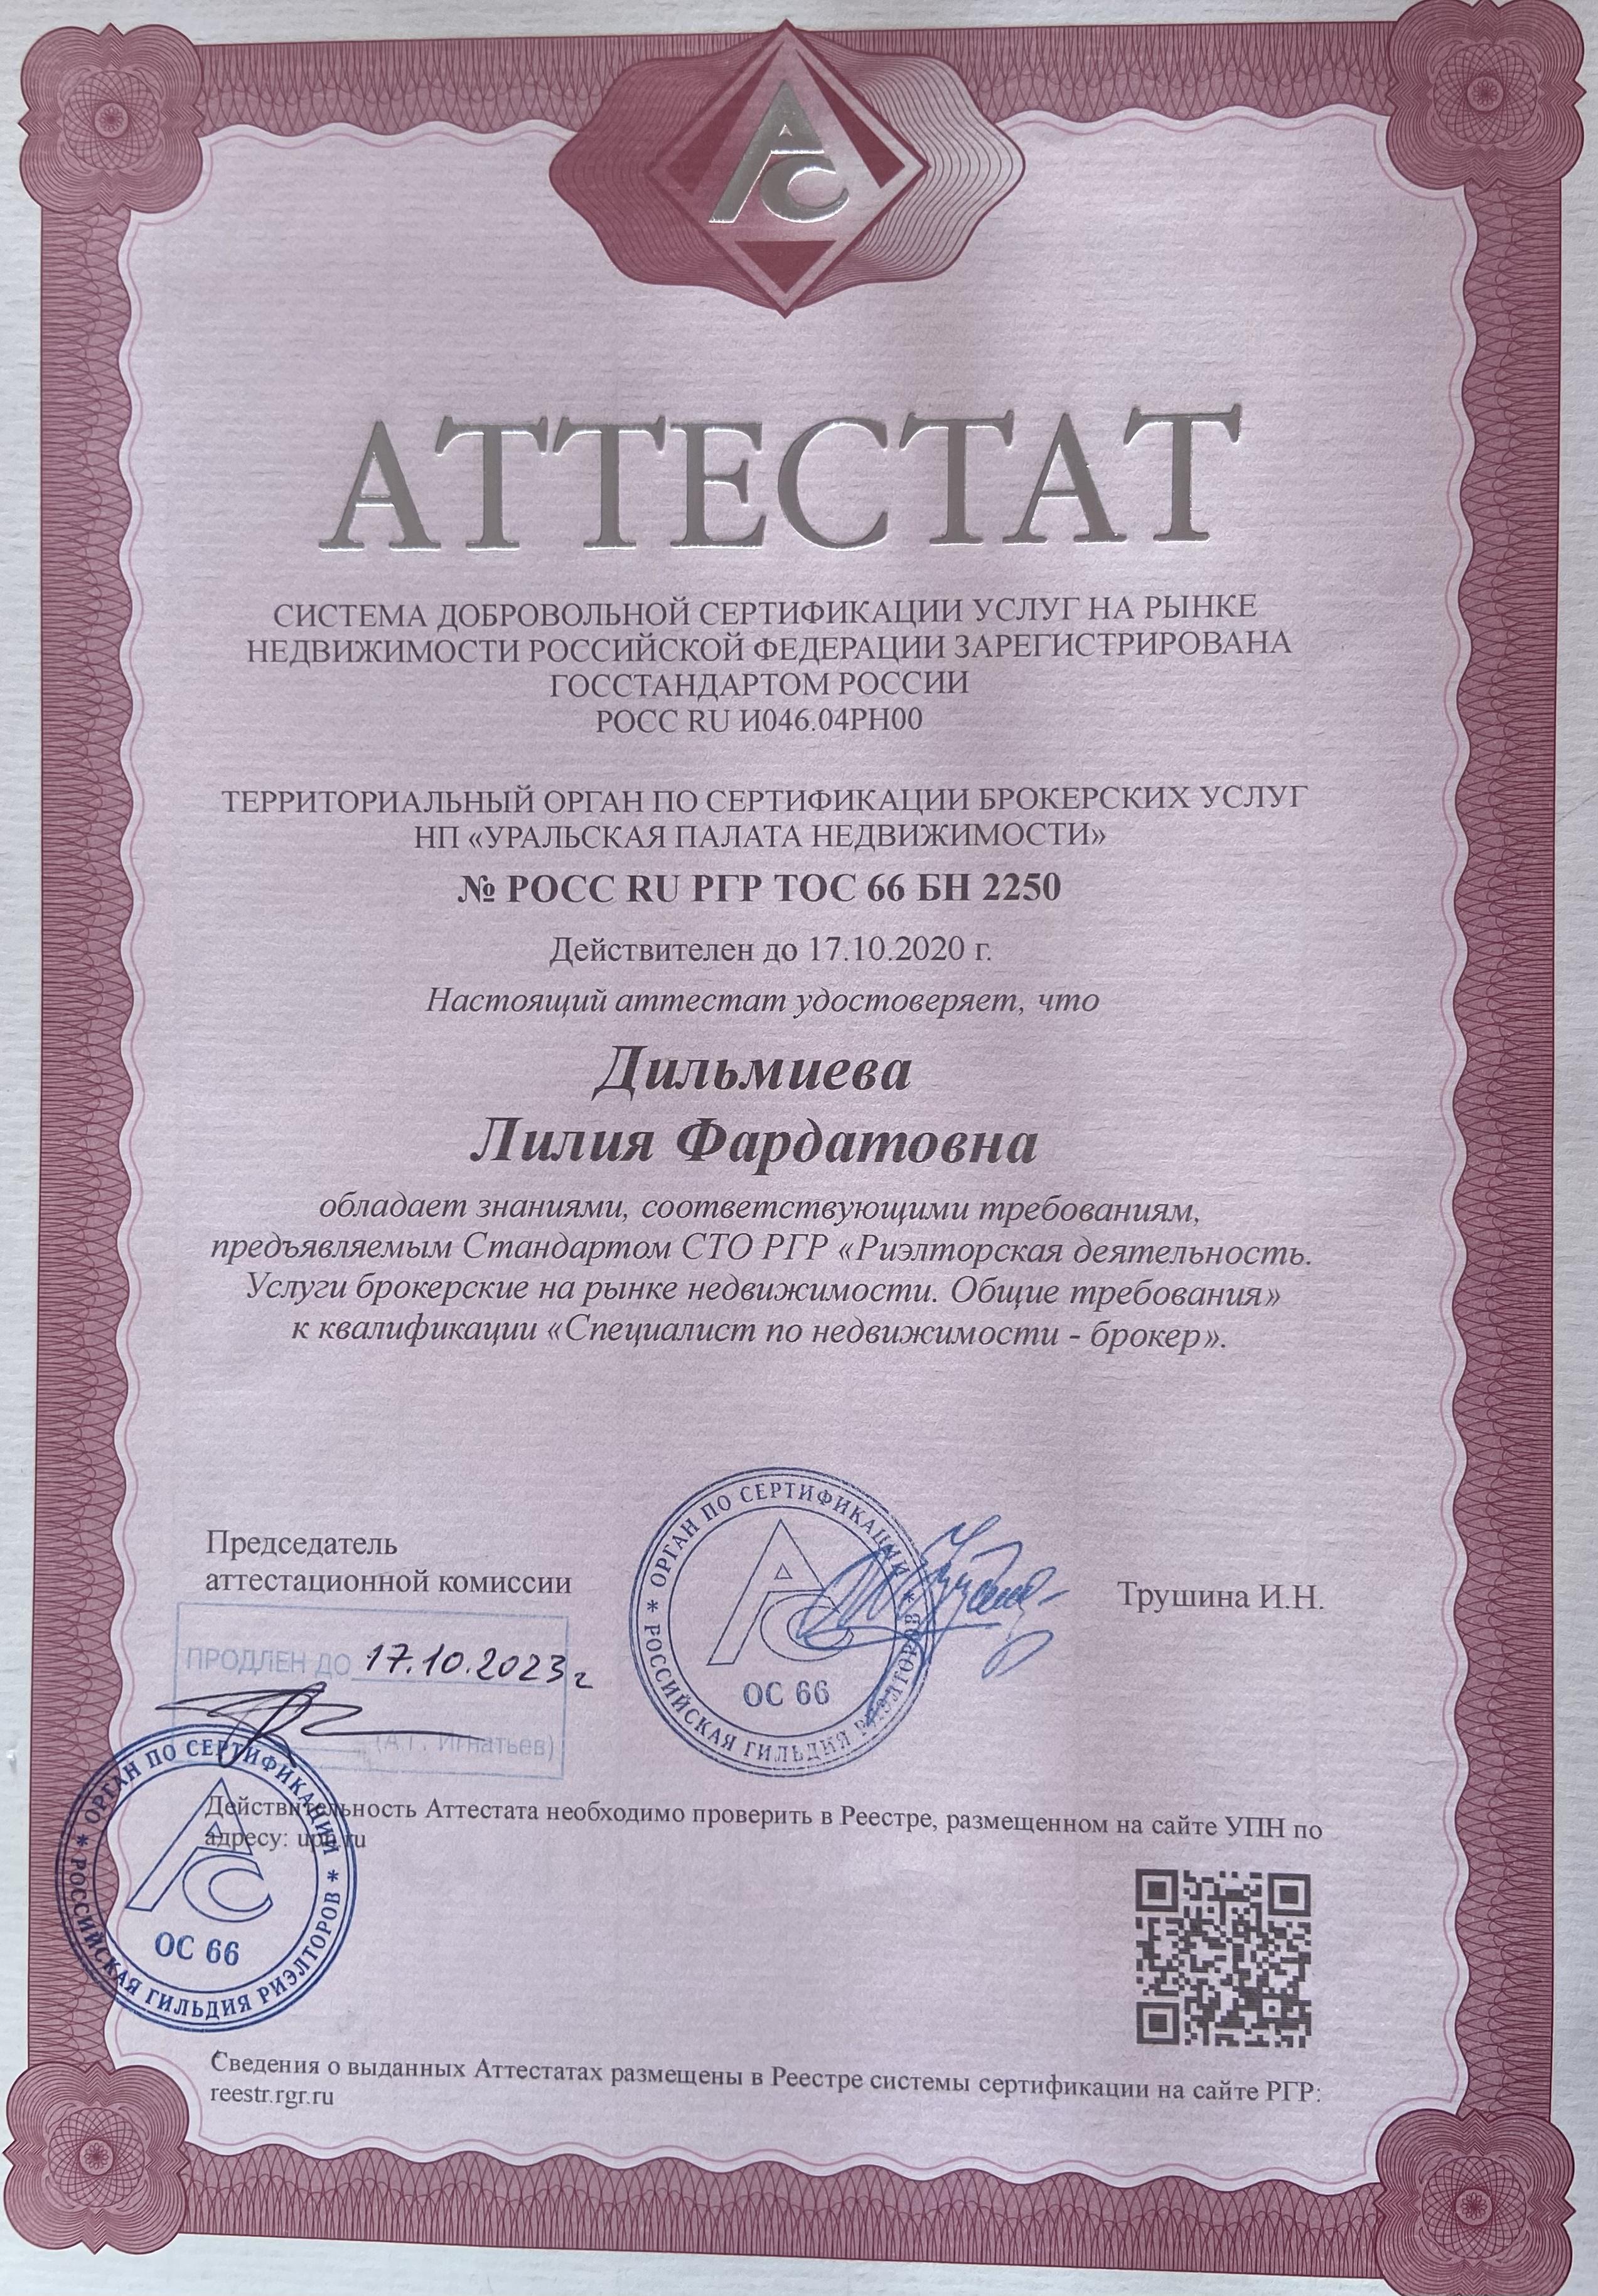 АС
АТТЕСТАТ
СИСТЕМА ДОБРОВОЛЬНОЙ СЕРТИФИКАЦИИ УСЛУГ НА РЫНКЕ
НЕДВИЖИМОСТИ РОССИЙСКОЙ ФЕДЕРАЦИИ ЗАРЕГИСТРИРОВАНА
ГОССТАНДАРТОМ РОССИИ
РОСС RU И046.04РН00
ТЕРРИТОРИАЛЬНЫЙ ОРГАН ПО СЕРТИФИКАЦИИ БРОКЕРСКИХ УСЛУГ
НП «УРАЛЬСКАЯ ПАЛАТА НЕДВИЖИМОСТИ»
№ РОСС RU РГР ТОС 66 БН 2250
Действителен до 17.10.2020 г.
Настоящий аттестат удостоверяет, что
Дильмиева
Лилия Фардатовна
обладает знаниями, соответствующими требованиям,
предъявляемым Стандартом СТО РГР «Риэлторская деятельность.
Услуги брокерские на рынке недвижимости. Общие требования»
к квалификации «Специалист по недвижимости - брокер».
Председатель
аттестационной комиссии
Трушина И.Н.
* ОРГАН ПО СЕРТИФИКАЦИИ * РОССИЙСКАЯ ГИЛЬДИЯ РИЭЛТОРОВ
АС
ОС 66
ПРОДЛЕН ДО 17.10.2023 г
(А.Г. Игнатьев)
* ОРГАН ПО СЕРТИФИКАЦИИ * РОССИЙСКАЯ ГИЛЬДИЯ РИЭЛТОРОВ
АС
ОС 66
Действительность Аттестата необходимо проверить в Реестре, размещенном на сайте УПН по
адресу: upn.ru
Сведения о выданных Аттестатах размещены в Реестре системы сертификации на сайте РГР:
reestr.rgr.ru